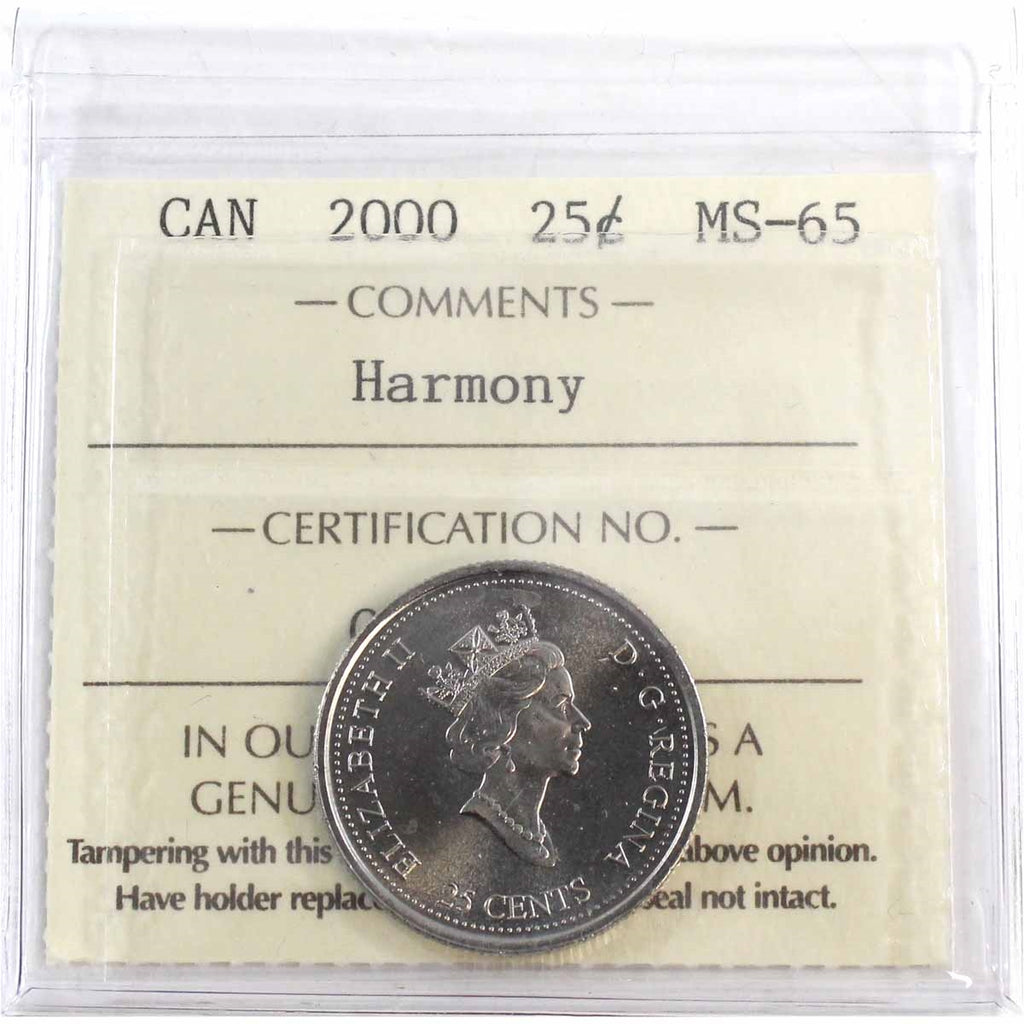 CAN 2000 25¢ MS-65
— COMMENTS —
Harmony
— CERTIFICATION NO. —
IN OU S A
GENU M.
Tampering with this above opinion.
Have holder replac seal not intact.
ELIZABETH II D·G·REGINA
25 CENTS